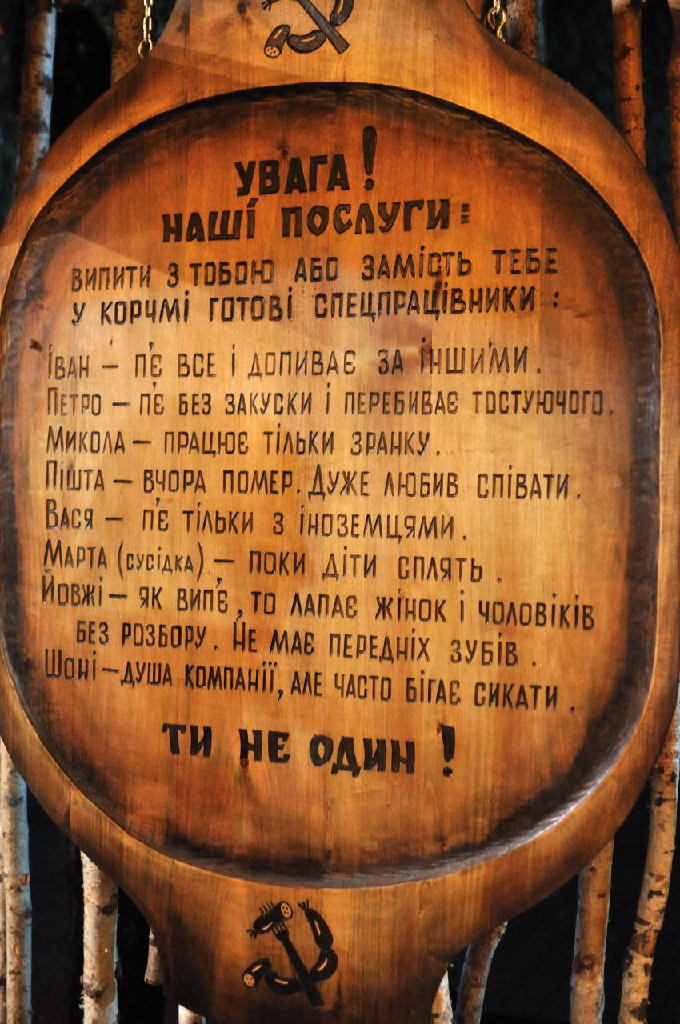 УВАГА!
НАШІ ПОСЛУГИ:
ВИПИТИ З ТОБОЮ АБО ЗАМІСТЬ ТЕБЕ
У КОРЧМІ ГОТОВІ СПЕЦПРАЦІВНИКИ:
ІВАН – П'Є ВСЕ І ДОПИВАЄ ЗА ІНШИМИ.
ПЕТРО – П'Є БЕЗ ЗАКУСКИ І ПЕРЕБИВАЄ ТОСТУЮЧОГО.
МИКОЛА – ПРАЦЮЄ ТІЛЬКИ ЗРАНКУ.
ПІШТА – ВЧОРА ПОМЕР. ДУЖЕ ЛЮБИВ СПІВАТИ.
ВАСЯ – П'Є ТІЛЬКИ З ІНОЗЕМЦЯМИ.
МАРТА (СУСІДКА) – ПОКИ ДІТИ СПЛЯТЬ.
ЙОВЖІ – ЯК ВИП'Є, ТО ЛАПАЄ ЖІНОК І ЧОЛОВІКІВ
БЕЗ РОЗБОРУ. НЕ МАЄ ПЕРЕДНІХ ЗУБІВ.
ШОНІ – ДУША КОМПАНІЇ, АЛЕ ЧАСТО БІГАЄ СИКАТИ.
ТИ НЕ ОДИН!